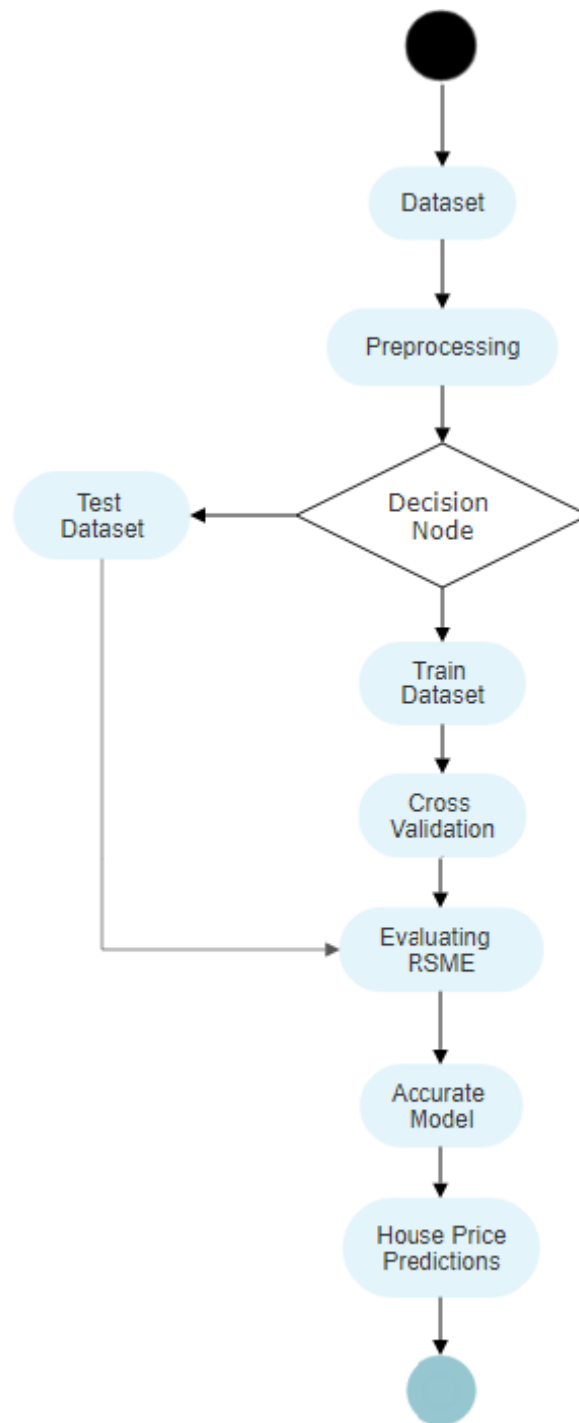 Dataset
Preprocessing
Decision
Node
Test
Dataset
Train
Dataset
Cross
Validation
Evaluating
RSME
Accurate
Model
House Price
Predictions